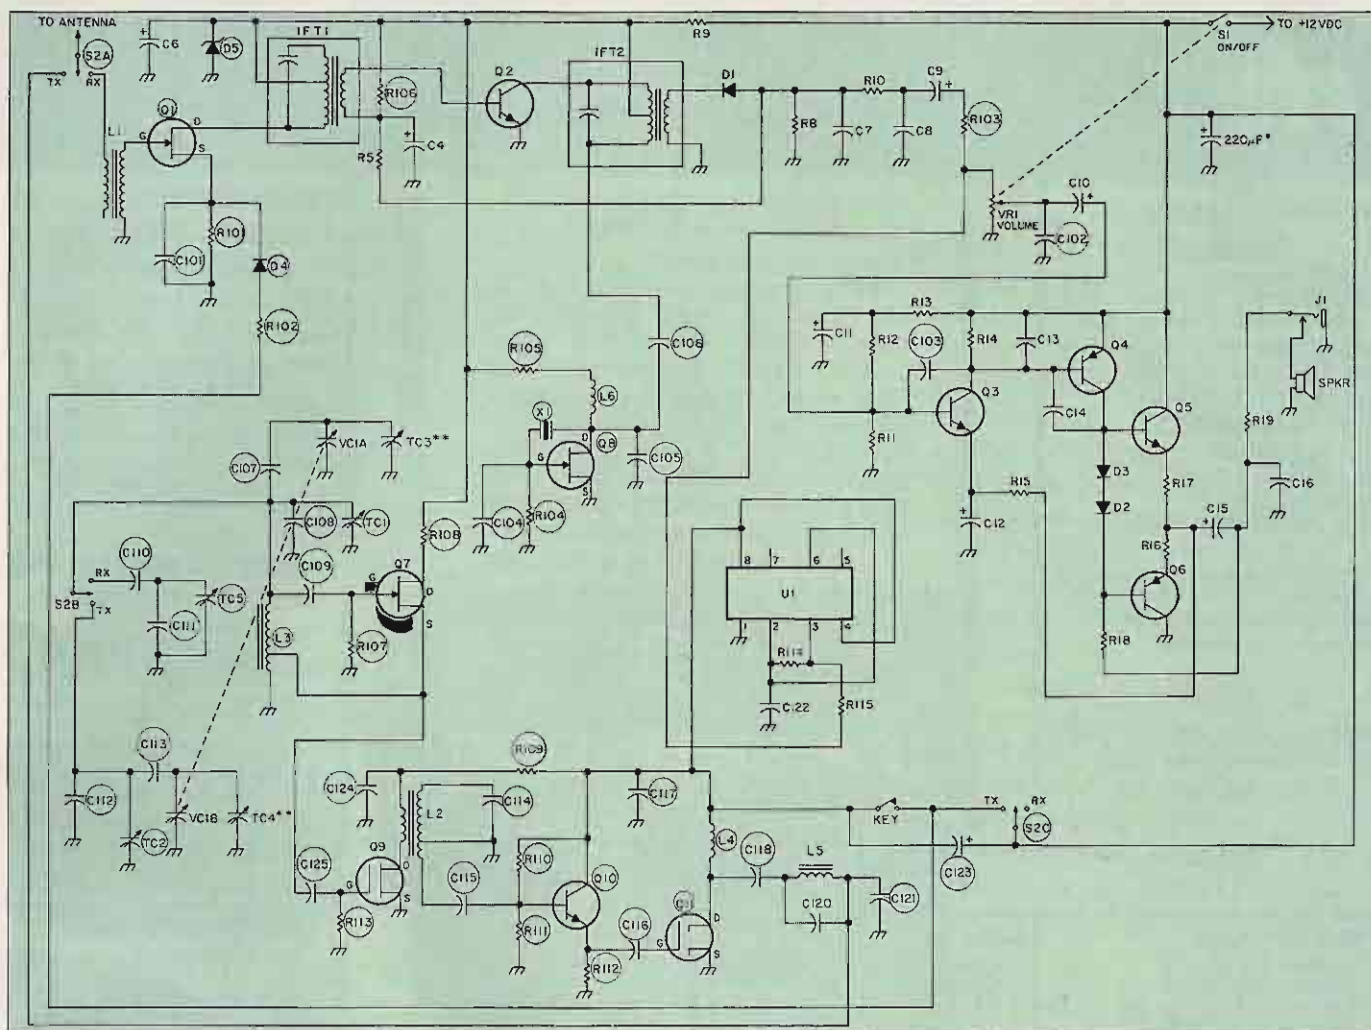 TO ANTENNA
S2A
TX
RX
C6
D5
IFT1
R106
R5
C4
Q2
IFT2
R9
D1
R8
C7
R10
C8
C9
R103
S1
ON/OFF
TO +12VDC
220µF*
L1
Q1
G
D
S
R101
C101
D4
R102
VR1
VOLUME
C10
C102
C11
R12
R13
C103
R14
C13
Q4
Q3
C14
Q5
R11
D3
D2
R15
C12
R17
C15
R16
Q6
R18
R19
C16
J1
SPKR
R105
L6
C106
X1
G
D
Q8
S
C105
C104
R104
C107
VC1A
TC3**
C108
TC1
R108
C110
C109
G
Q7
D
S
RX
S2B
TX
C111
TC5
L3
R107
8
7
6
5
U1
1
2
3
4
R114
C122
R115
C113
C112
TC2
VC1B
TC4**
C124
R109
L2
C114
C117
KEY
TX
RX
S2C
C123
Q9
C125
G
D
S
R113
C115
R110
Q10
R111
R112
C116
L4
C118
Q11
G
D
S
L5
C120
C121